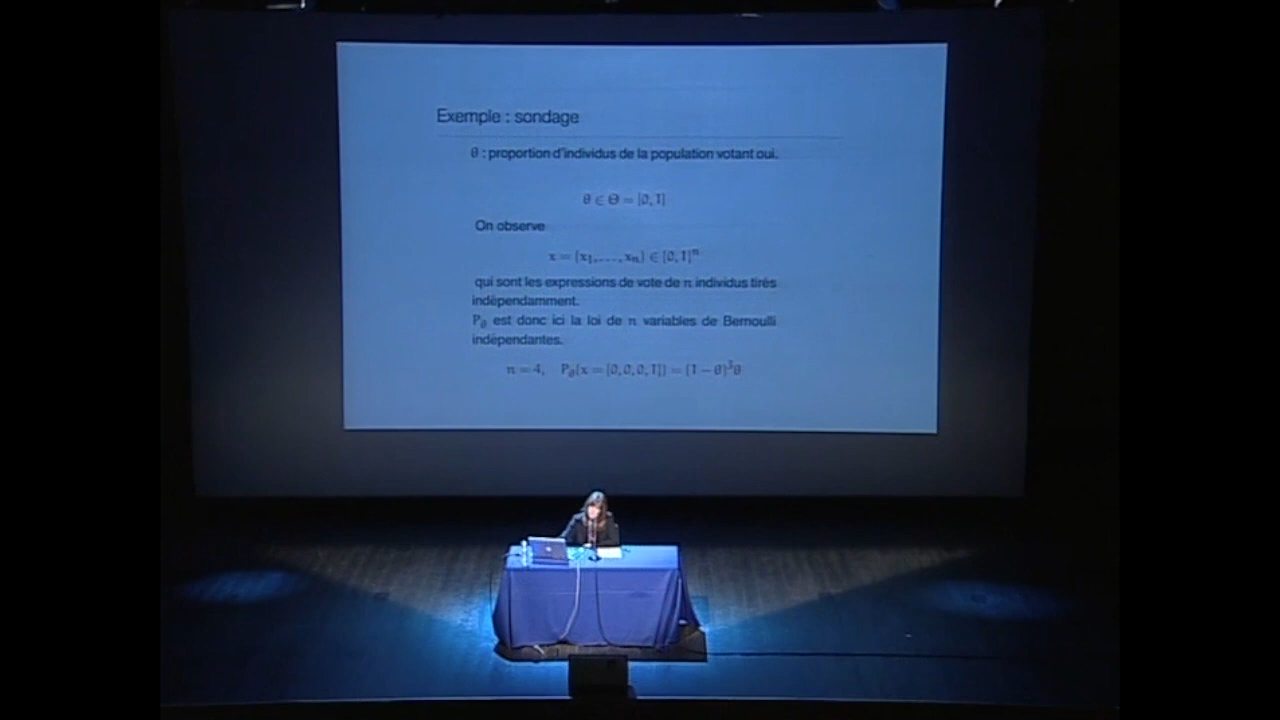 Exemple : sondage
θ : proportion d'individus de la population votant oui.
θ ∈ Θ = [0, 1]
On observe
x = (x₁, . . . , xₙ) ∈ {0, 1}ⁿ
qui sont les expressions de vote de n individus tirés
indépendamment.
P_θ est donc ici la loi de n variables de Bernoulli
indépendantes.
n = 4, P_θ(x = [0, 0, 0, 1]) = (1 − θ)³θ